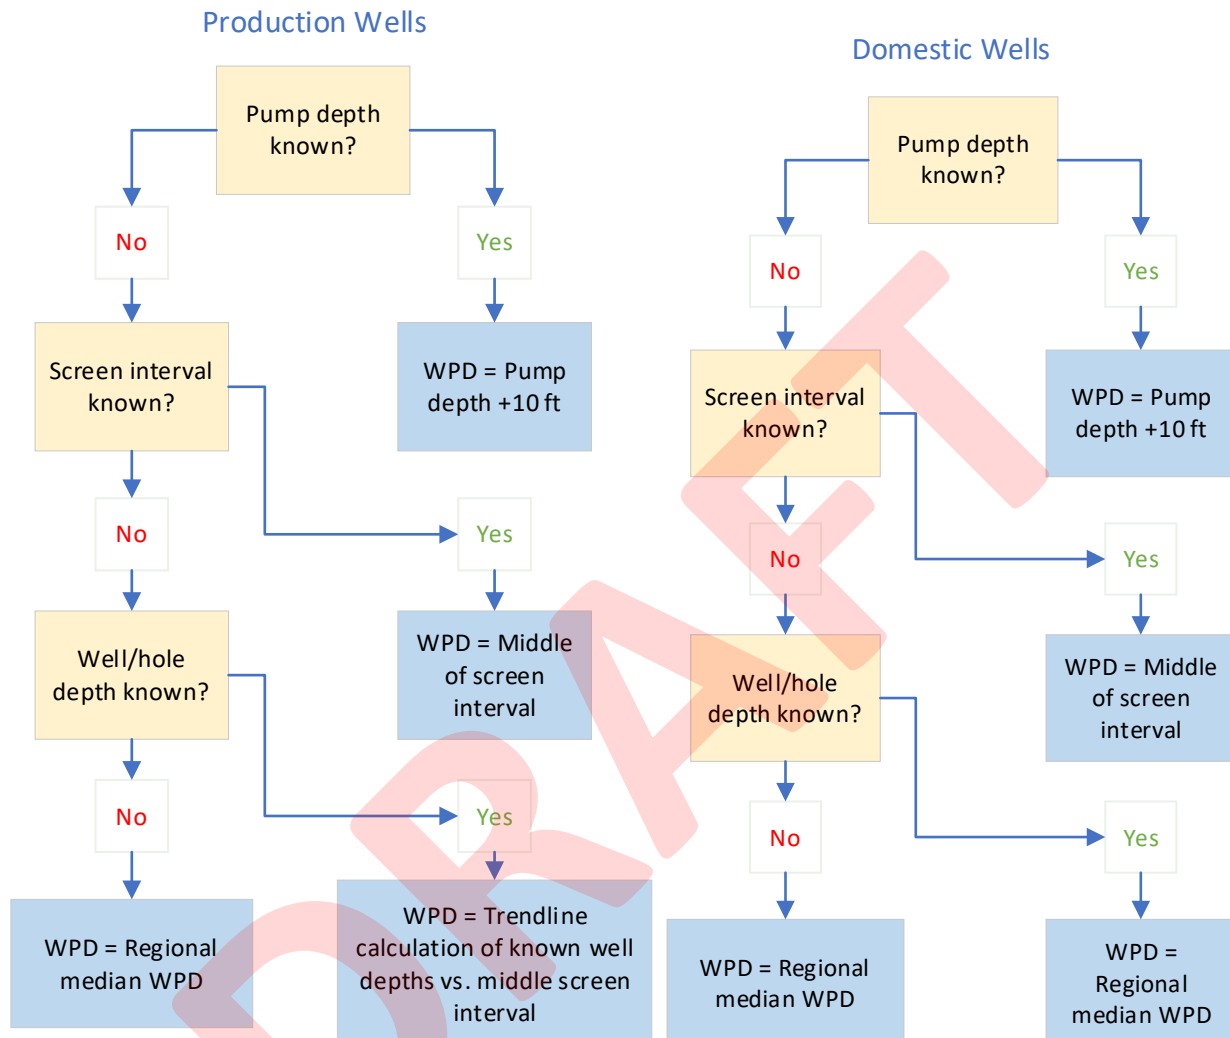 Production Wells
Pump depth
known?
No
Yes
Screen interval
known?
WPD = Pump
depth +10 ft
No
Yes
Well/hole
depth known?
WPD = Middle
of screen
interval
No
Yes
WPD = Regional
median WPD
WPD = Trendline
calculation of known well
depths vs. middle screen
interval
Domestic Wells
Pump depth
known?
No
Yes
Screen interval
known?
WPD = Pump
depth +10 ft
No
Yes
Well/hole
depth known?
WPD = Middle
of screen
interval
No
Yes
WPD = Regional
median WPD
WPD =
Regional
median WPD
DRAFT